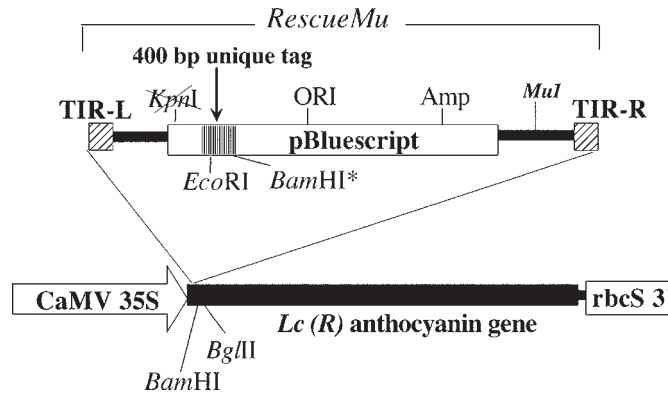 RescueMu
400 bp unique tag
TIR-L
KpnI
ORI
Amp
MuI
TIR-R
pBluescript
EcoRI
BamHI*
CaMV 35S
rbcS 3
Lc (R) anthocyanin gene
BglII
BamHI